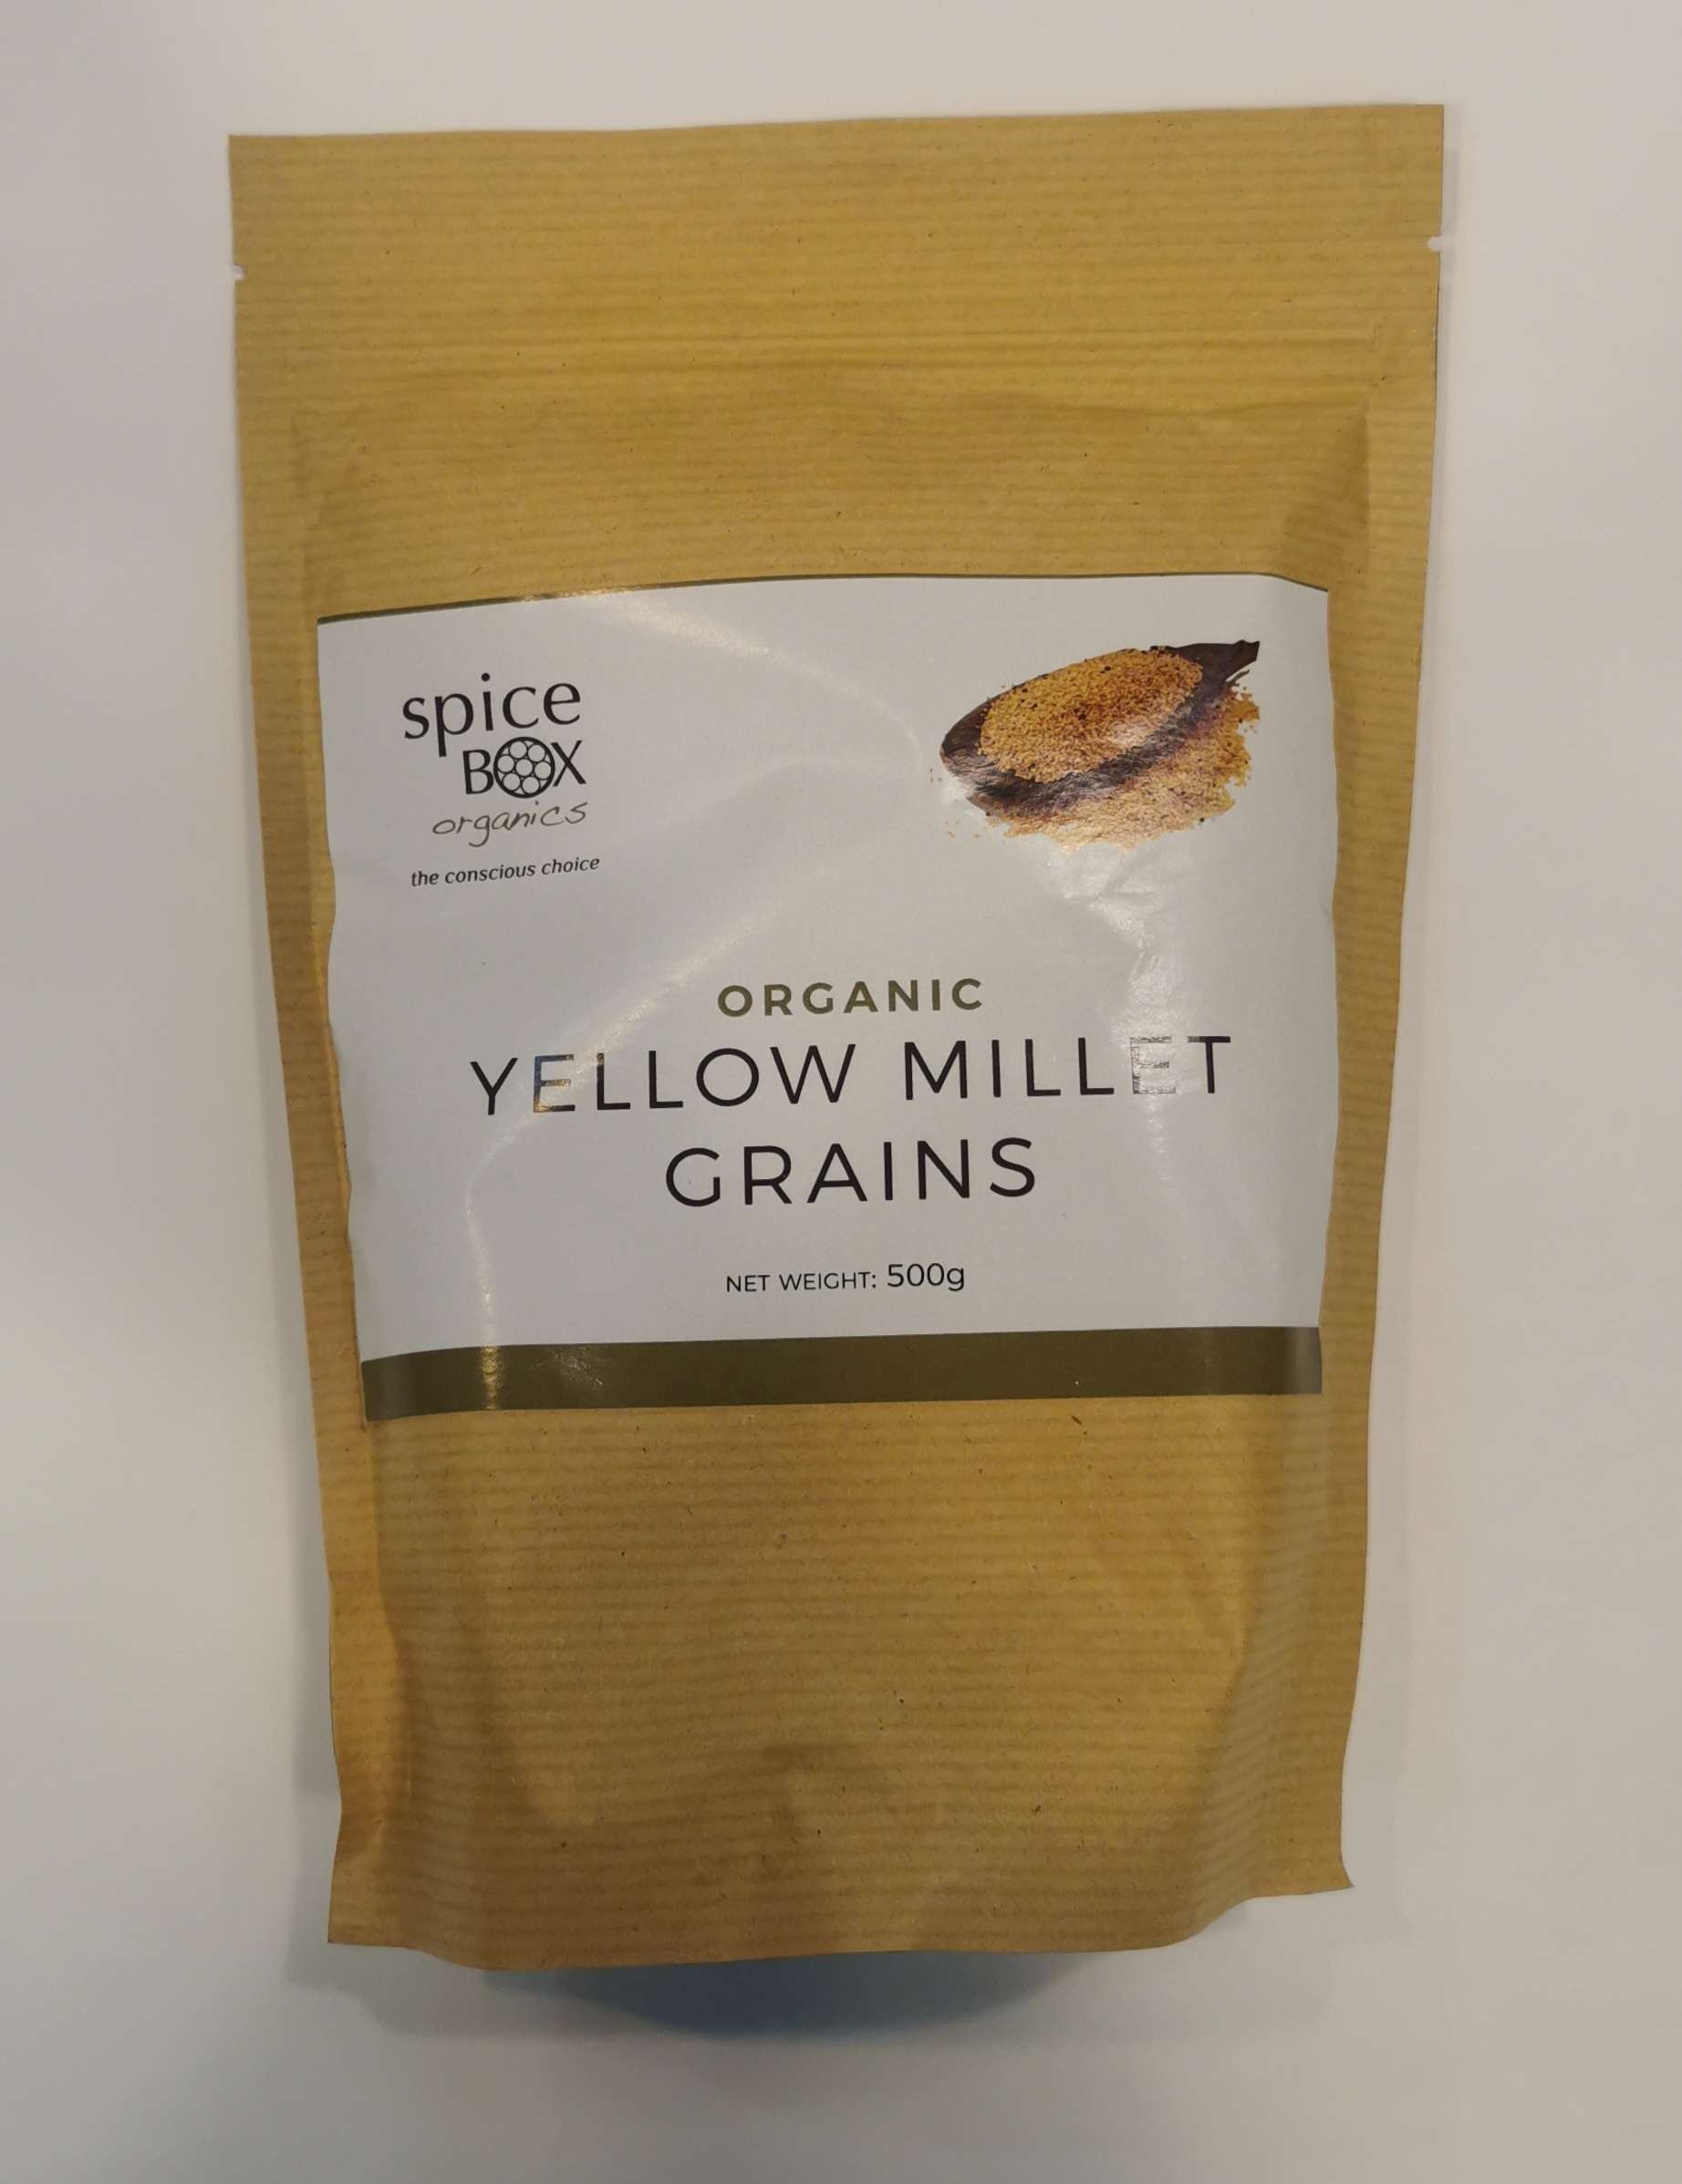 spice
BOX
organics
the conscious choice
ORGANIC
YELLOW MILLET
GRAINS
NET WEIGHT: 500g